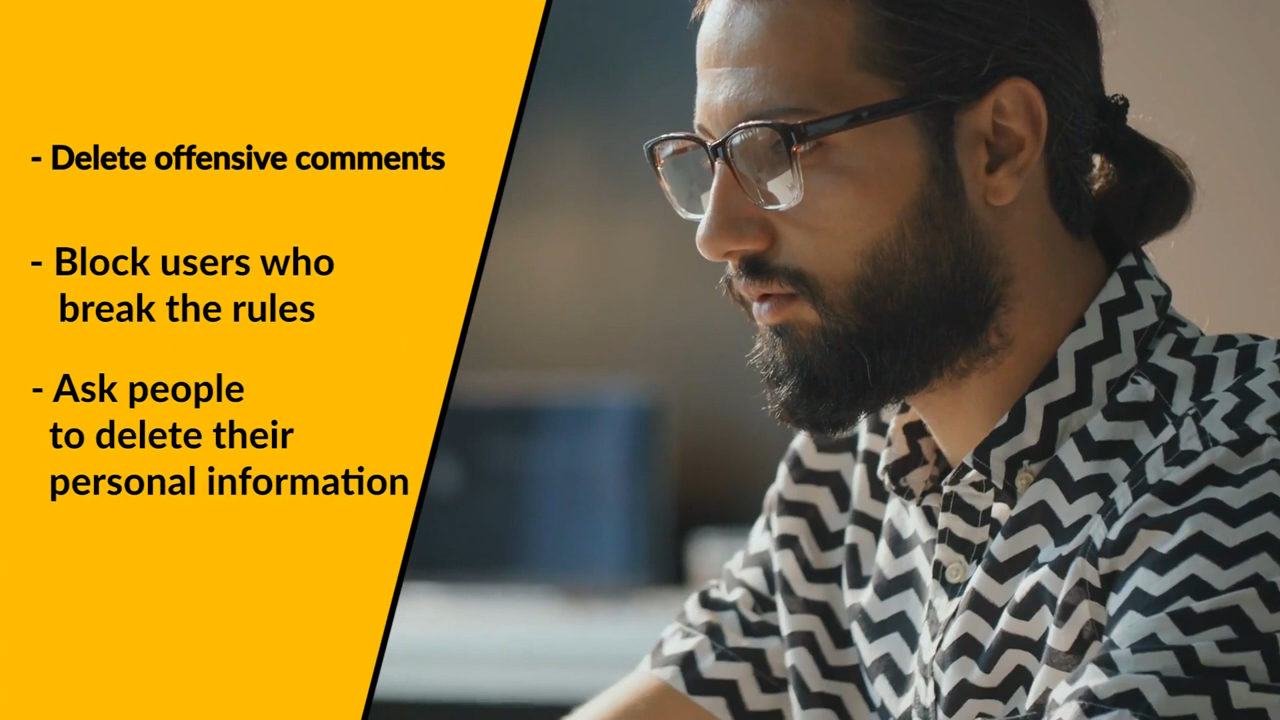 - Delete offensive comments
- Block users who
break the rules
- Ask people
to delete their
personal information